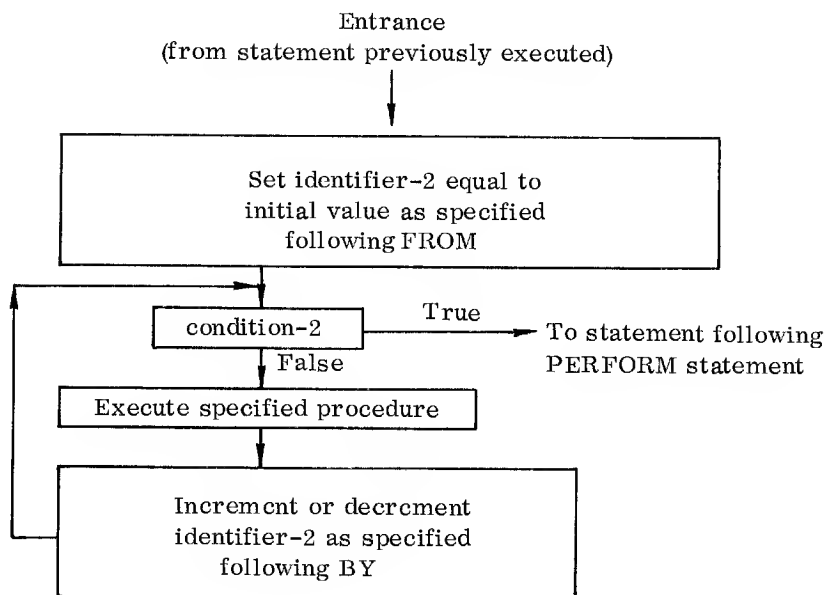 Entrance
(from statement previously executed)
Set identifier-2 equal to
initial value as specified
following FROM
condition-2
True
To statement following
PERFORM statement
False
Execute specified procedure
Increment or decrement
identifier-2 as specified
following BY